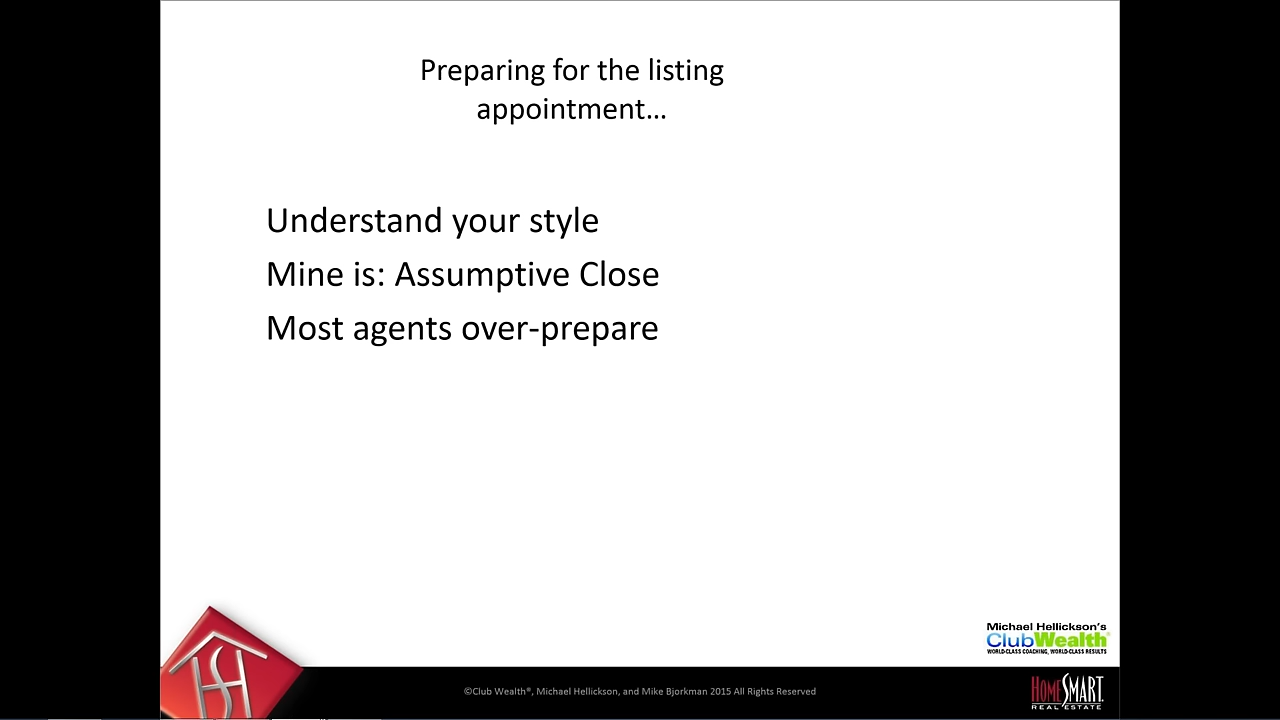 Preparing for the listing
appointment…
Understand your style
Mine is: Assumptive Close
Most agents over-prepare
Michael Hellickson's
ClubWealth®
WORLD-CLASS COACHING, WORLD-CLASS RESULTS
©Club Wealth®, Michael Hellickson, and Mike Bjorkman 2015 All Rights Reserved
HOMESMART
REAL ESTATE